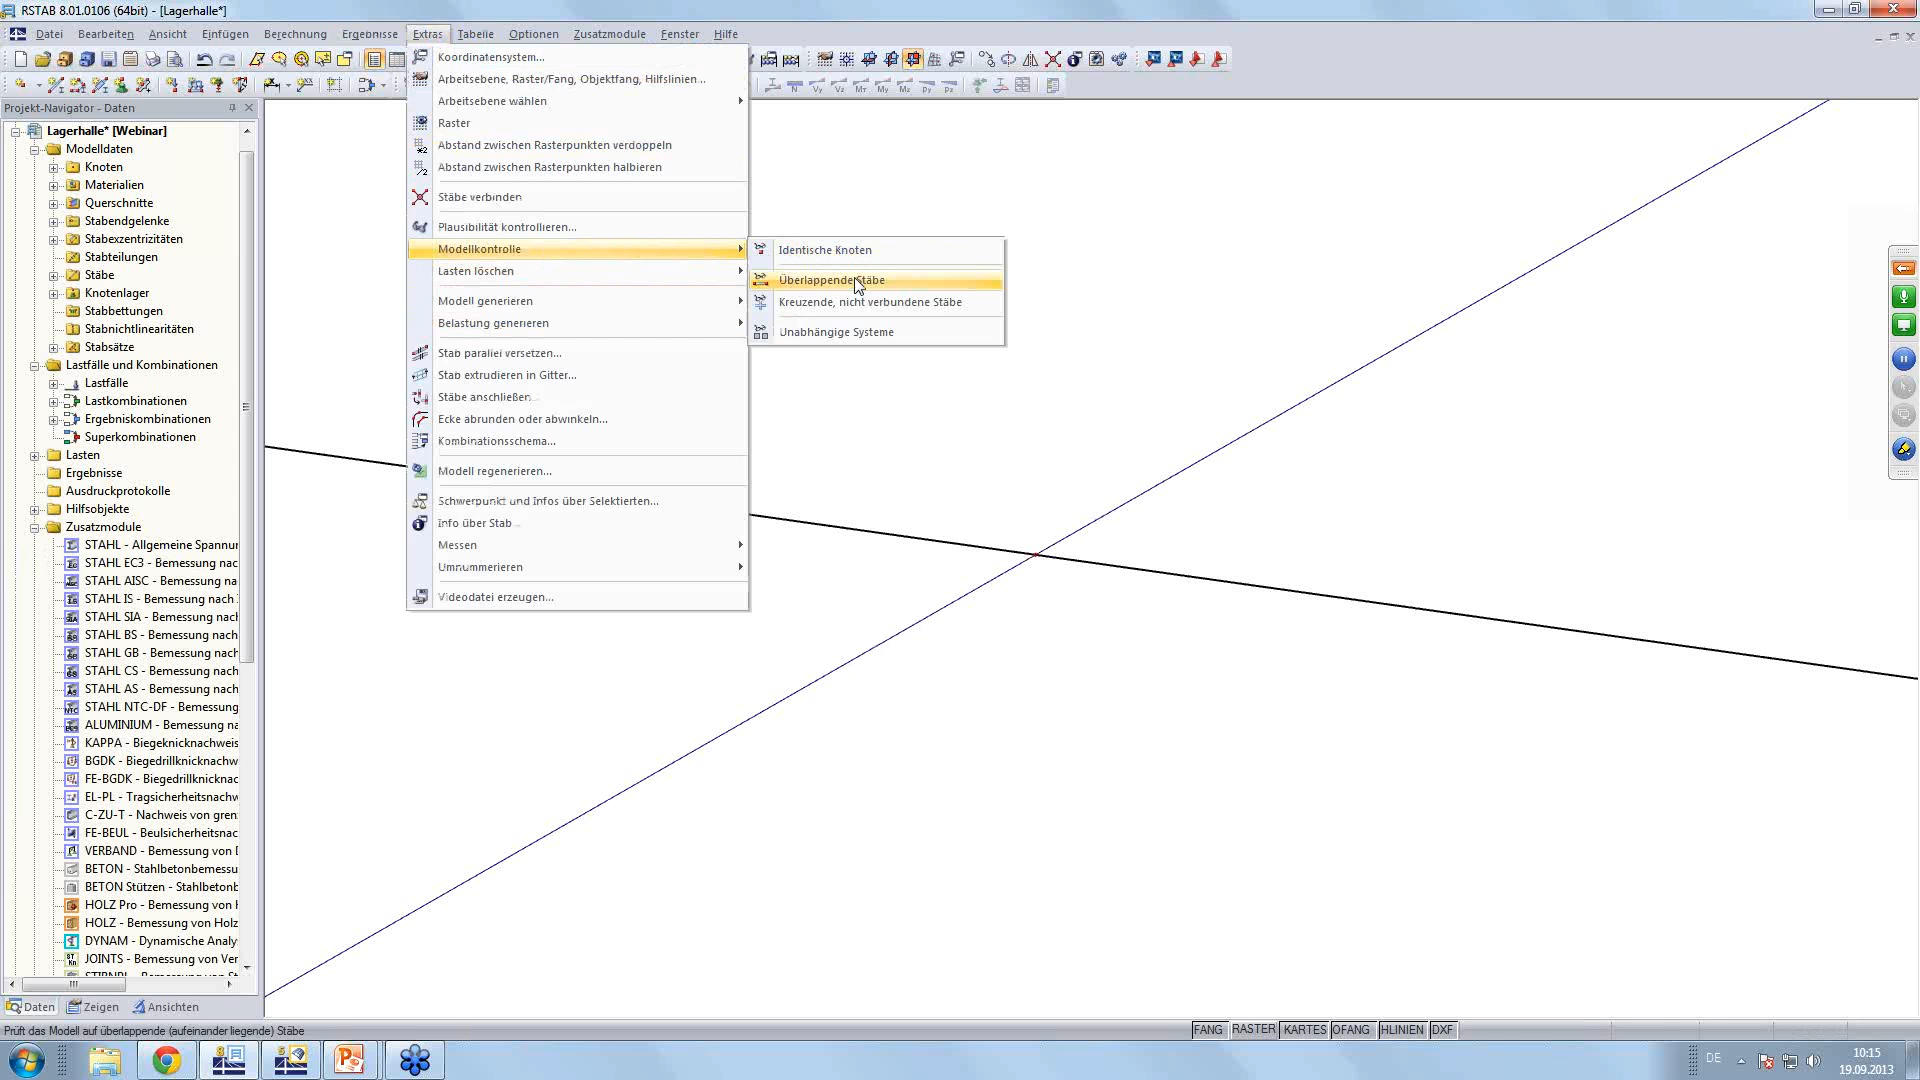 RSTAB 8.01.0106 (64bit) - [Lagerhalle*]
Datei Bearbeiten Ansicht Einfügen Berechnung Ergebnisse Extras Tabelle Optionen Zusatzmodule Fenster Hilfe
Projekt-Navigator - Daten
Lagerhalle* [Webinar]
Modelldaten
Knoten
Materialien
Querschnitte
Stabendgelenke
Stabexzentrizitäten
Stabteilungen
Stäbe
Knotenlager
Stabbettungen
Stabnichtlinearitäten
Stabsätze
Lastfälle und Kombinationen
Lastfälle
Lastkombinationen
Ergebniskombinationen
Superkombinationen
Lasten
Ergebnisse
Ausdruckprotokolle
Hilfsobjekte
Zusatzmodule
STAHL - Allgemeine Spannur
STAHL EC3 - Bemessung nac
STAHL AISC - Bemessung na
STAHL IS - Bemessung nach
STAHL SIA - Bemessung nach
STAHL BS - Bemessung nach
STAHL GB - Bemessung nach
STAHL CS - Bemessung nach
STAHL AS - Bemessung nach
STAHL NTC-DF - Bemessung
ALUMINIUM - Bemessung na
KAPPA - Biegeknicknachweis
BGDK - Biegedrillknicknachw
FE-BGDK - Biegedrillknicknac
EL-PL - Tragsicherheitsnachw
C-ZU-T - Nachweis von gren
FE-BEUL - Beulsicherheitsnac
VERBAND - Bemessung von
BETON - Stahlbetonbemessu
BETON Stützen - Stahlbetonb
HOLZ Pro - Bemessung von
HOLZ - Bemessung von Holz
DYNAM - Dynamische Analy
JOINTS - Bemessung von Ver
Daten Zeigen Ansichten
Koordinatensystem...
Arbeitsebene, Raster/Fang, Objektfang, Hilfslinien...
Arbeitsebene wählen
Raster
Abstand zwischen Rasterpunkten verdoppeln
Abstand zwischen Rasterpunkten halbieren
Stäbe verbinden
Plausibilität kontrollieren...
Modellkontrolle
Lasten löschen
Modell generieren
Belastung generieren
Stab parallel versetzen...
Stab extrudieren in Gitter...
Stäbe anschließen...
Ecke abrunden oder abwinkeln...
Kombinationsschema...
Modell regenerieren...
Schwerpunkt und Infos über Selektierten...
Info über Stab...
Messen
Umnummerieren
Videodatei erzeugen...
Identische Knoten
Überlappende Stäbe
Kreuzende, nicht verbundene Stäbe
Unabhängige Systeme
Prüft das Modell auf überlappende (aufeinander liegende) Stäbe
FANG RASTER KARTES OFANG HLINIEN DXF
DE
10:15
19.09.2013